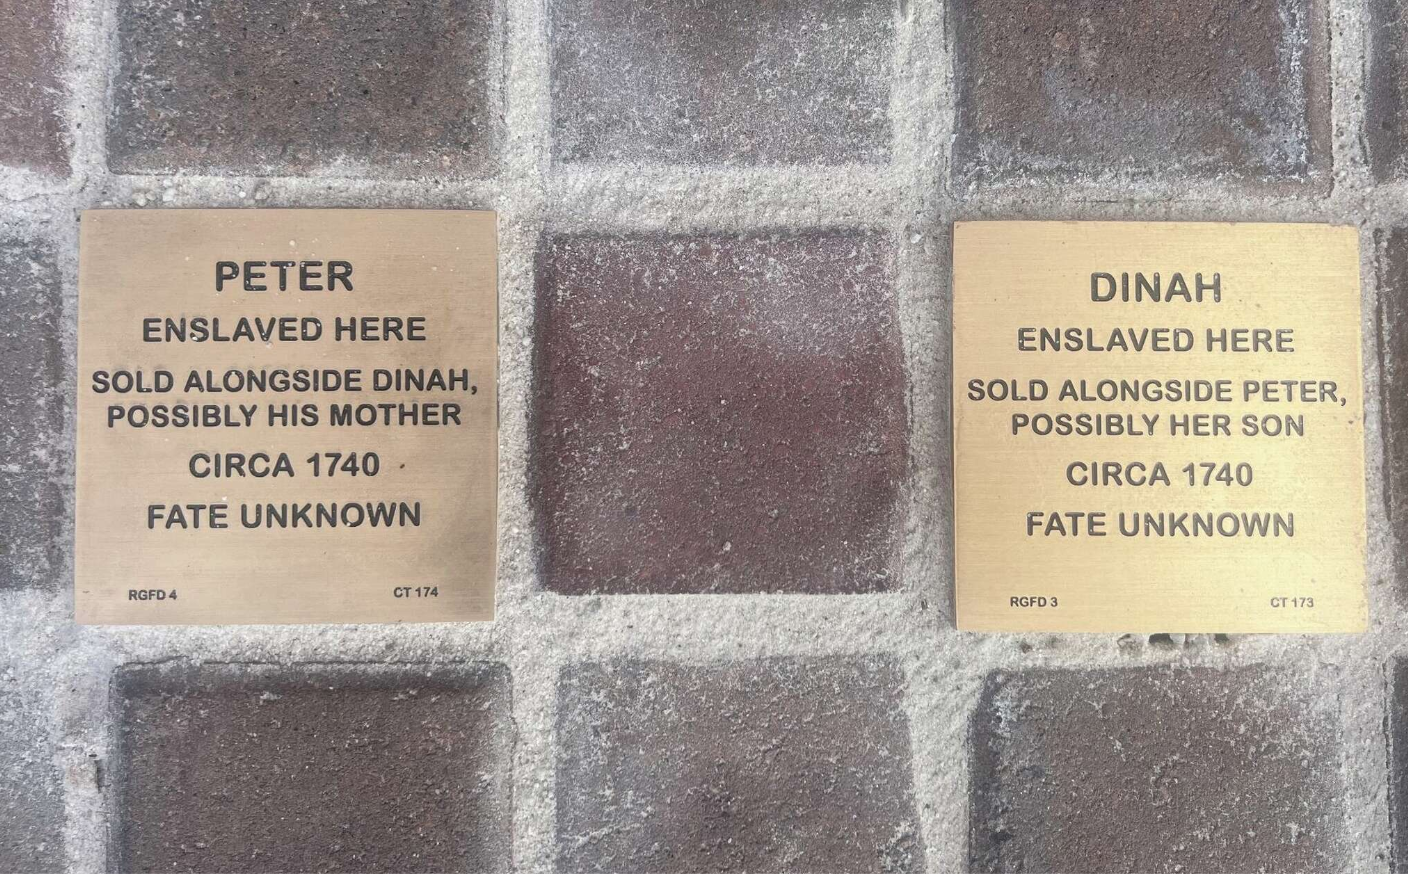 PETER
ENSLAVED HERE
SOLD ALONGSIDE DINAH,
POSSIBLY HIS MOTHER
CIRCA 1740
FATE UNKNOWN
RGFD 4 CT 174
DINAH
ENSLAVED HERE
SOLD ALONGSIDE PETER,
POSSIBLY HER SON
CIRCA 1740
FATE UNKNOWN
RGFD 3 CT 173